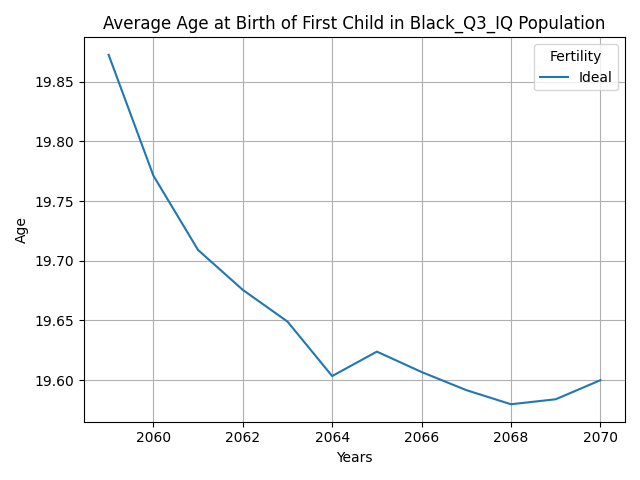 Average Age at Birth of First Child in Black_Q3_IQ Population
Fertility
Ideal
19.85
19.80
19.75
19.70
19.65
19.60
Age
2060 2062 2064 2066 2068 2070
Years